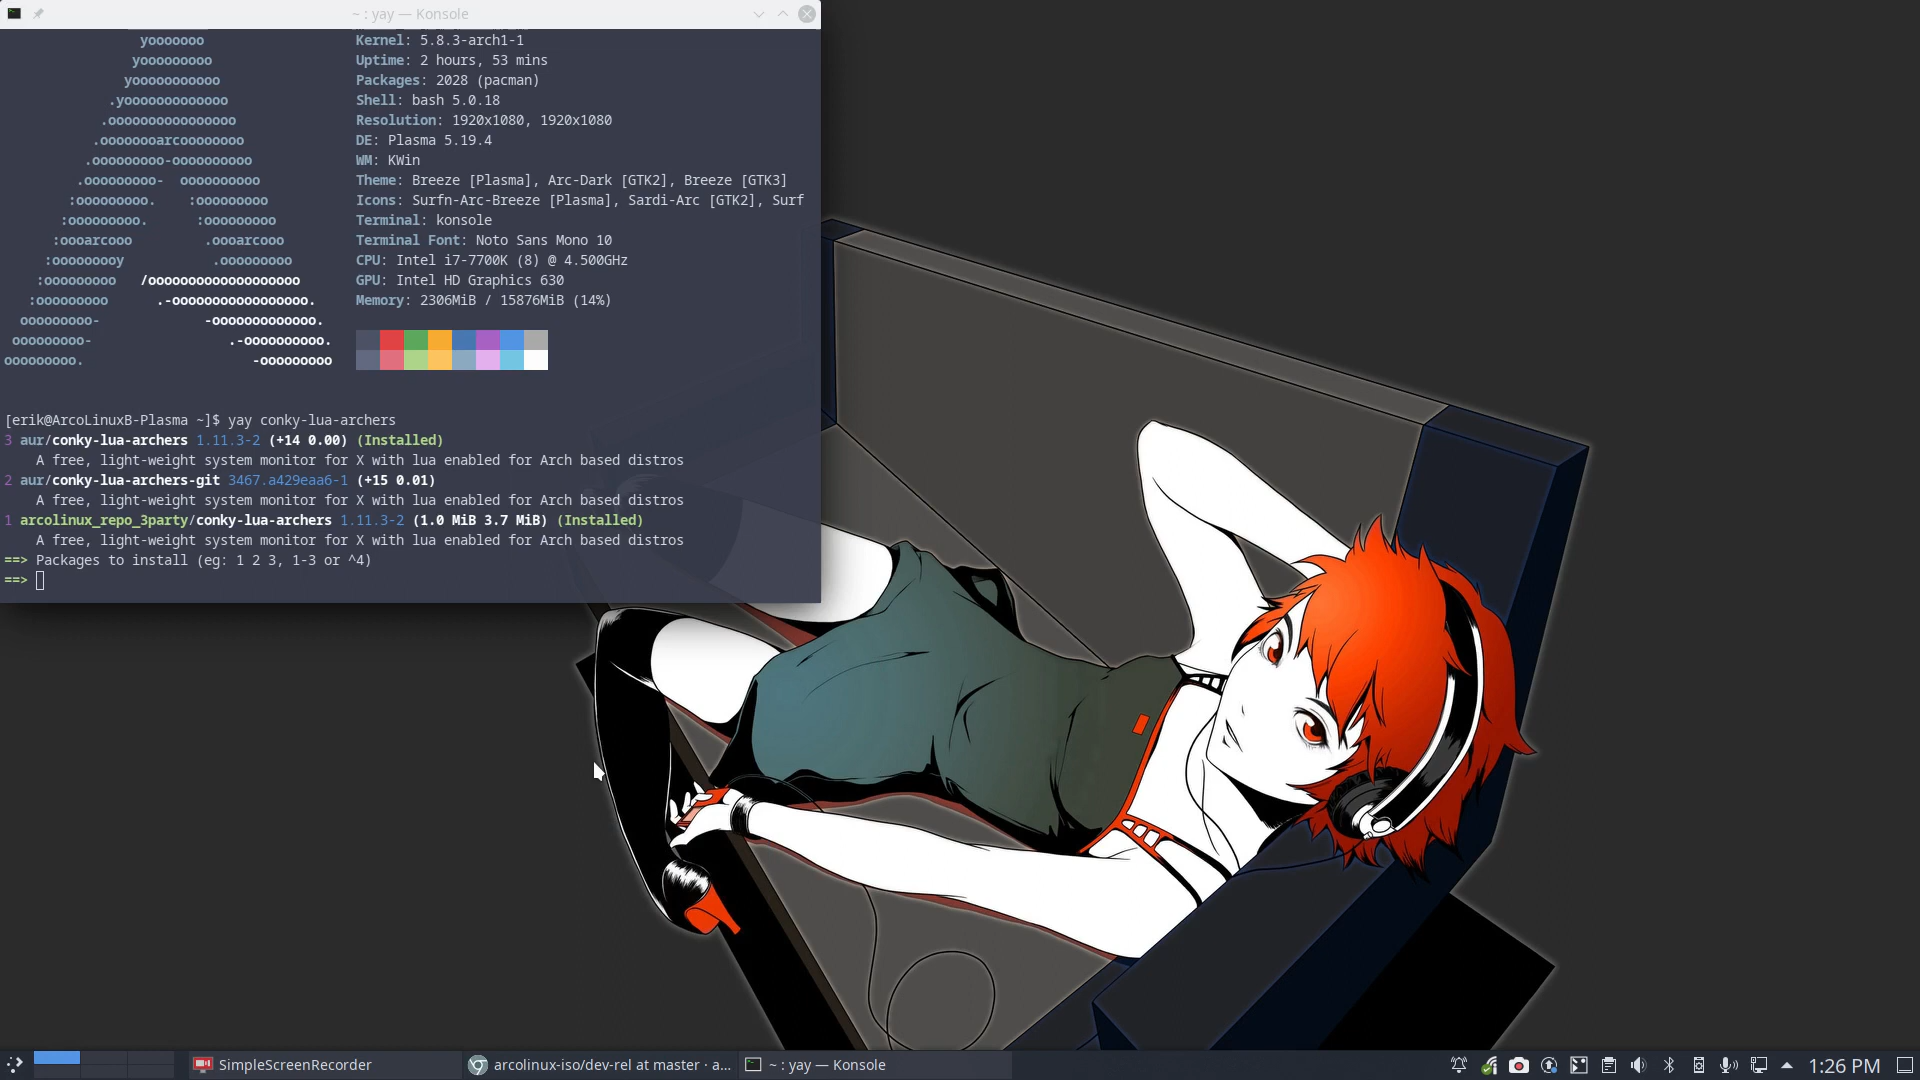 ~ : yay — Konsole
yooooooo Kernel: 5.8.3-arch1-1
yooooooooo Uptime: 2 hours, 53 mins
yooooooooooo Packages: 2028 (pacman)
.yooooooooooooo Shell: bash 5.0.18
.oooooooooooooooo Resolution: 1920x1080, 1920x1080
.oooooooarcoooooooo DE: Plasma 5.19.4
.ooooooooo-oooooooooo WM: KWin
.ooooooooo-  oooooooooo Theme: Breeze [Plasma], Arc-Dark [GTK2], Breeze [GTK3]
:ooooooooo.    :ooooooooo Icons: Surfn-Arc-Breeze [Plasma], Sardi-Arc [GTK2], Surf
:ooooooooo.      :ooooooooo Terminal: konsole
:oooarcooo         .oooarcooo Terminal Font: Noto Sans Mono 10
:ooooooooy           .ooooooooo CPU: Intel i7-7700K (8) @ 4.500GHz
:ooooooooo   /ooooooooooooooooooo GPU: Intel HD Graphics 630
:ooooooooo      .-ooooooooooooooooo. Memory: 2306MiB / 15876MiB (14%)
ooooooooo-             -ooooooooooooo.
ooooooooo-                 .-oooooooooo.
ooooooooo.                     -ooooooooo
[erik@ArcoLinuxB-Plasma ~]$ yay conky-lua-archers
3 aur/conky-lua-archers 1.11.3-2 (+14 0.00) (Installed)
A free, light-weight system monitor for X with lua enabled for Arch based distros
2 aur/conky-lua-archers-git 3467.a429eaa6-1 (+15 0.01)
A free, light-weight system monitor for X with lua enabled for Arch based distros
1 arcolinux_repo_3party/conky-lua-archers 1.11.3-2 (1.0 MiB 3.7 MiB) (Installed)
A free, light-weight system monitor for X with lua enabled for Arch based distros
==> Packages to install (eg: 1 2 3, 1-3 or ^4)
==>
SimpleScreenRecorder
arcolinux-iso/dev-rel at master · a...
~ : yay — Konsole
1:26 PM